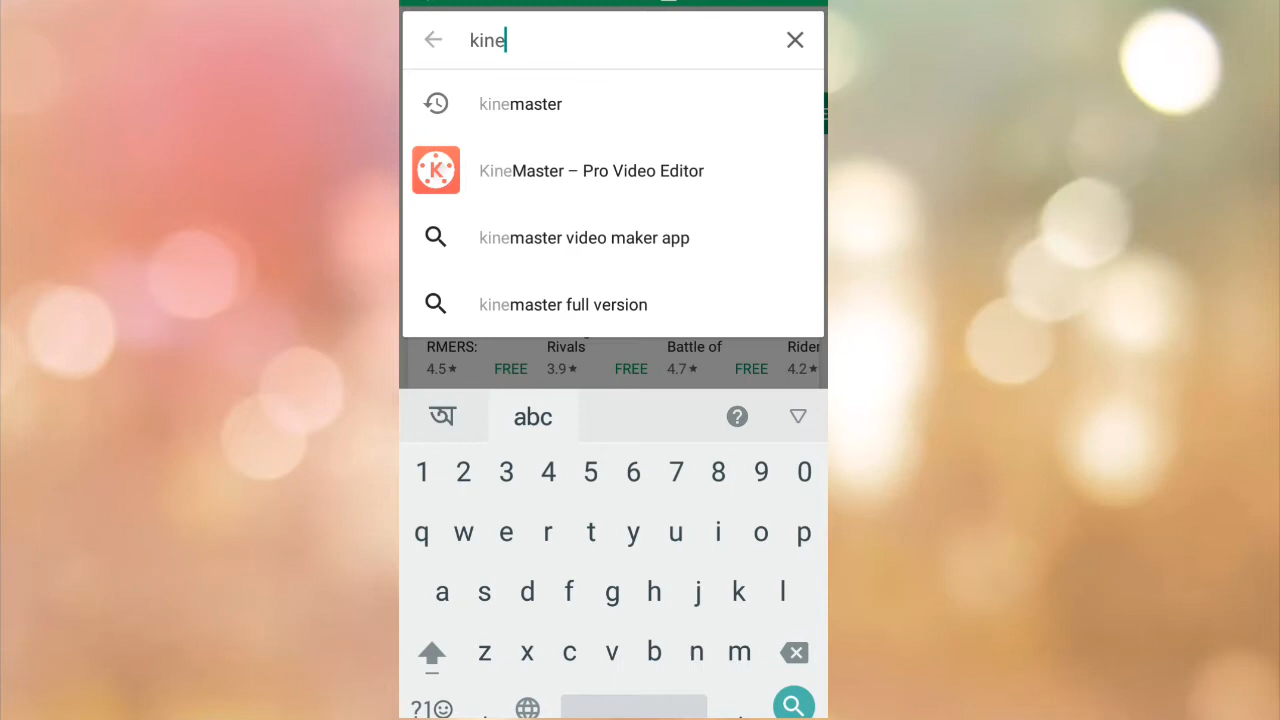 kine
kinemaster
KineMaster – Pro Video Editor
kinemaster video maker app
kinemaster full version
RMERS: Rivals Battle of Rider
4.5★ FREE 3.9★ FREE 4.7★ FREE 4.2★
অ abc
1 2 3 4 5 6 7 8 9 0
q w e r t y u i o p
a s d f g h j k l
z x c v b n m
?1☺ , .